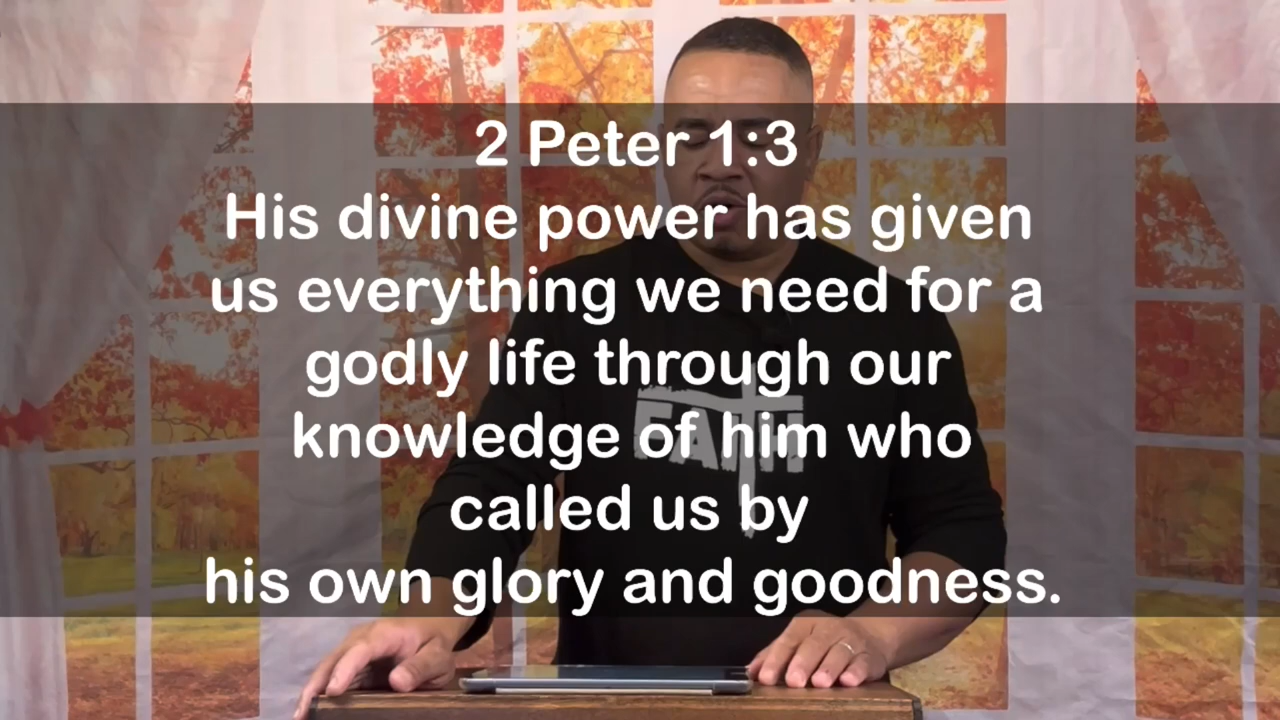 2 Peter 1:3
His divine power has given
us everything we need for a
godly life through our
knowledge of him who
called us by
his own glory and goodness.
FAITH